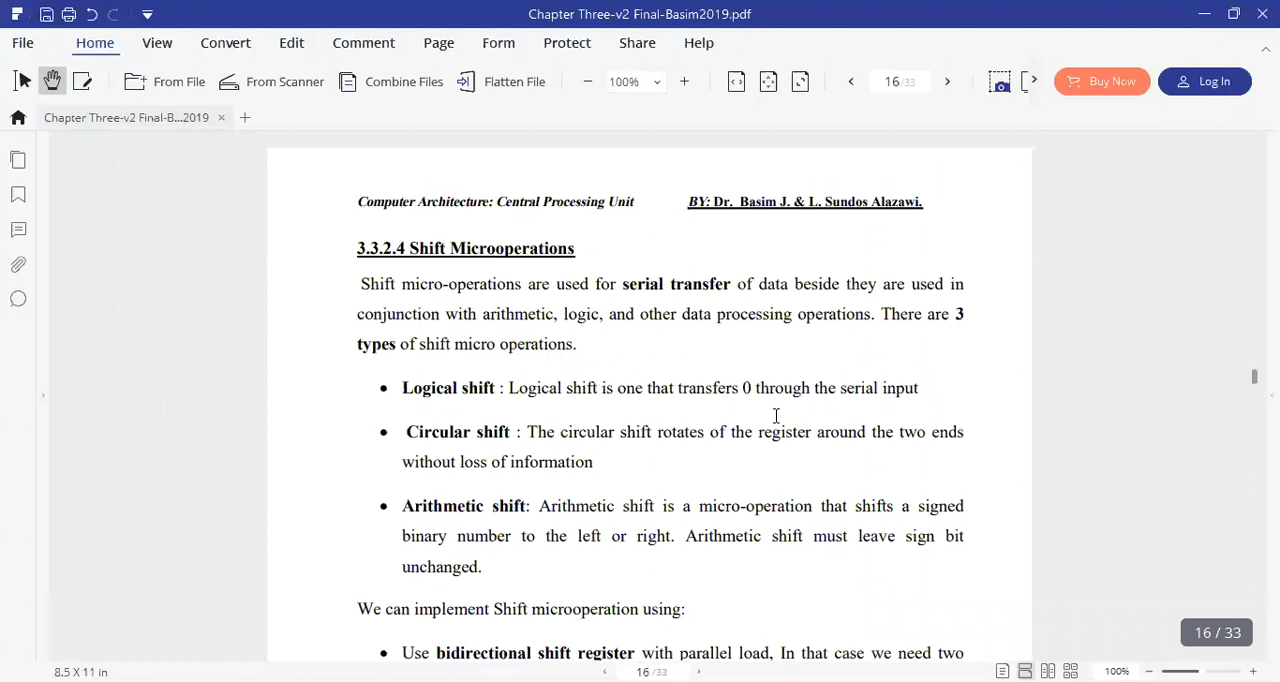 Chapter Three-v2 Final-Basim2019.pdf
File Home View Convert Edit Comment Page Form Protect Share Help
From File From Scanner Combine Files Flatten File 100% 16/33 Buy Now Log In
Chapter Three-v2 Final-B...2019
Computer Architecture: Central Processing Unit BY: Dr. Basim J. & L. Sundos Alazawi.
3.3.2.4 Shift Microoperations
Shift micro-operations are used for serial transfer of data beside they are used in
conjunction with arithmetic, logic, and other data processing operations. There are 3
types of shift micro operations.
• Logical shift : Logical shift is one that transfers 0 through the serial input
• Circular shift : The circular shift rotates of the register around the two ends
without loss of information
• Arithmetic shift: Arithmetic shift is a micro-operation that shifts a signed
binary number to the left or right. Arithmetic shift must leave sign bit
unchanged.
We can implement Shift microoperation using:
• Use bidirectional shift register with parallel load, In that case we need two
16 / 33
8.5 X 11 in 16 /33 100%